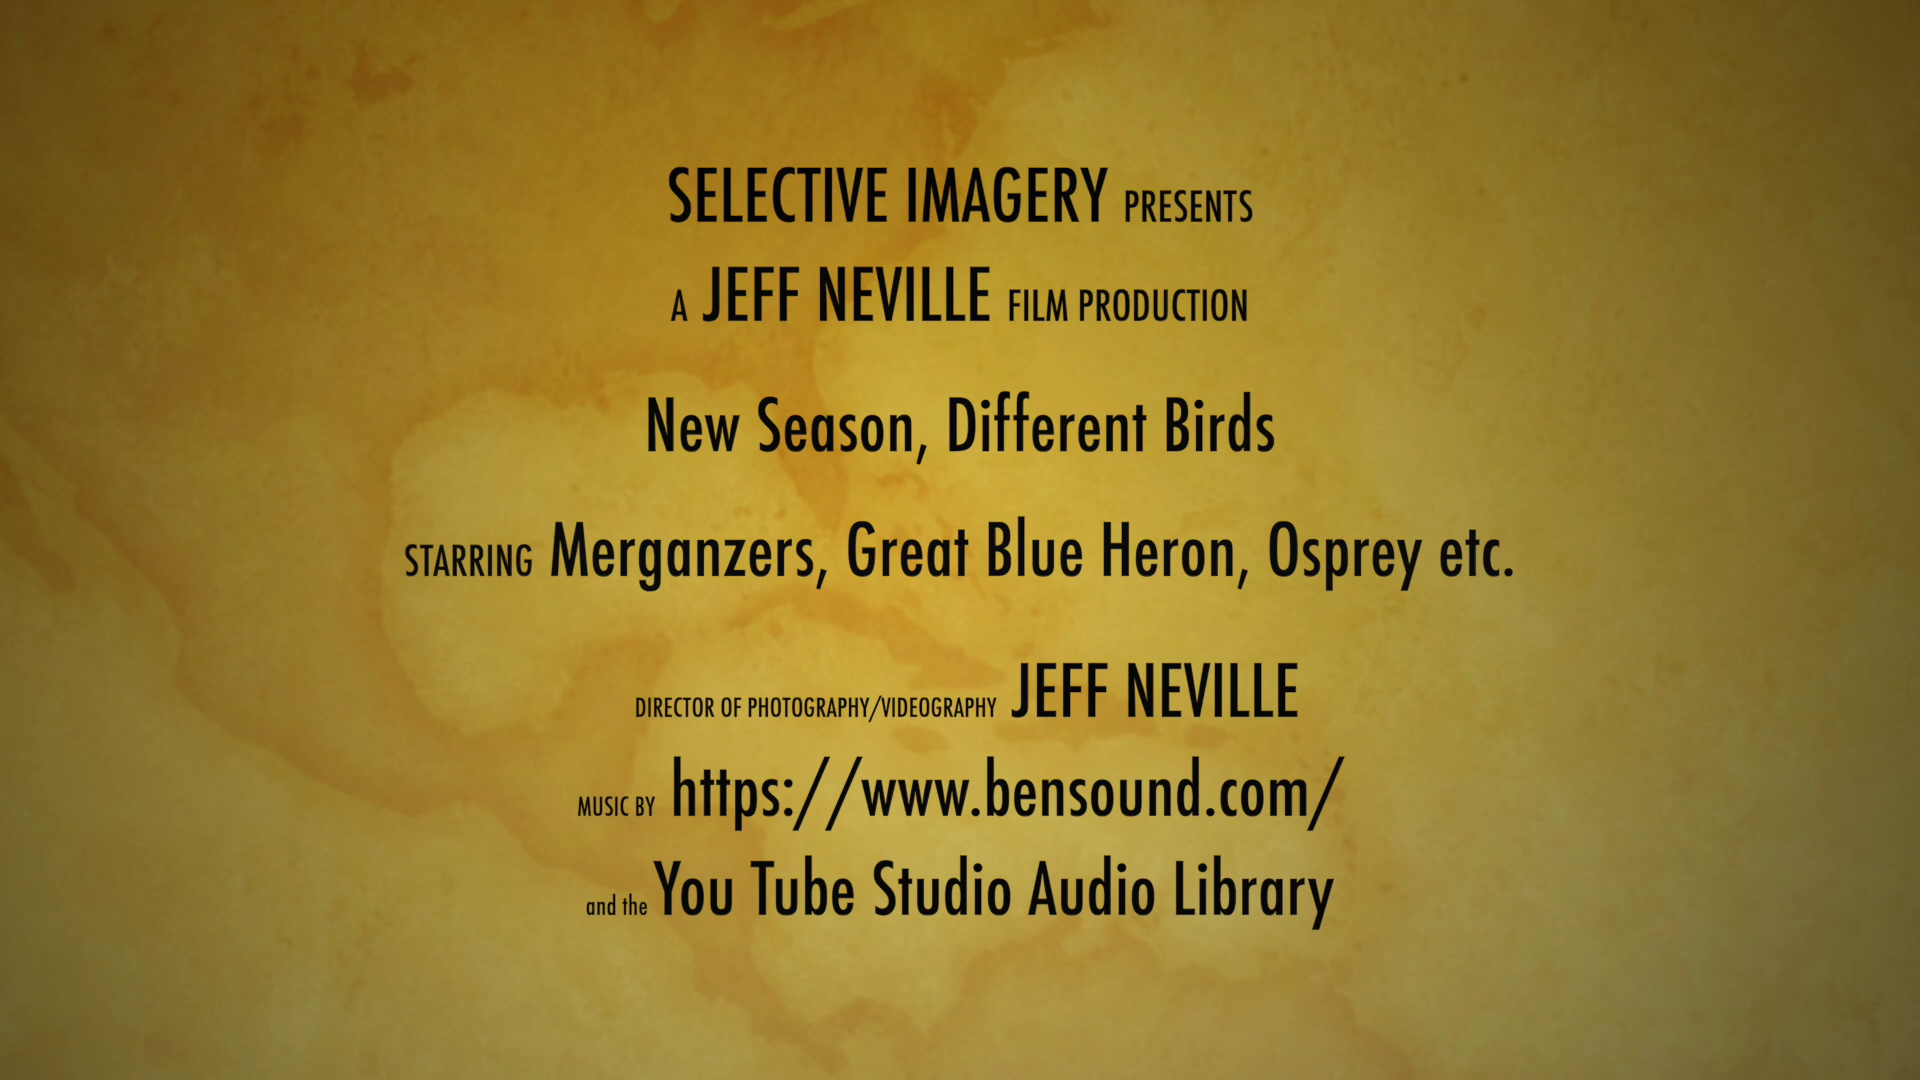 SELECTIVE IMAGERY PRESENTS
A JEFF NEVILLE FILM PRODUCTION
New Season, Different Birds
STARRING Merganzers, Great Blue Heron, Osprey etc.
DIRECTOR OF PHOTOGRAPHY/VIDEOGRAPHY JEFF NEVILLE
MUSIC BY https://www.bensound.com/
and the You Tube Studio Audio Library